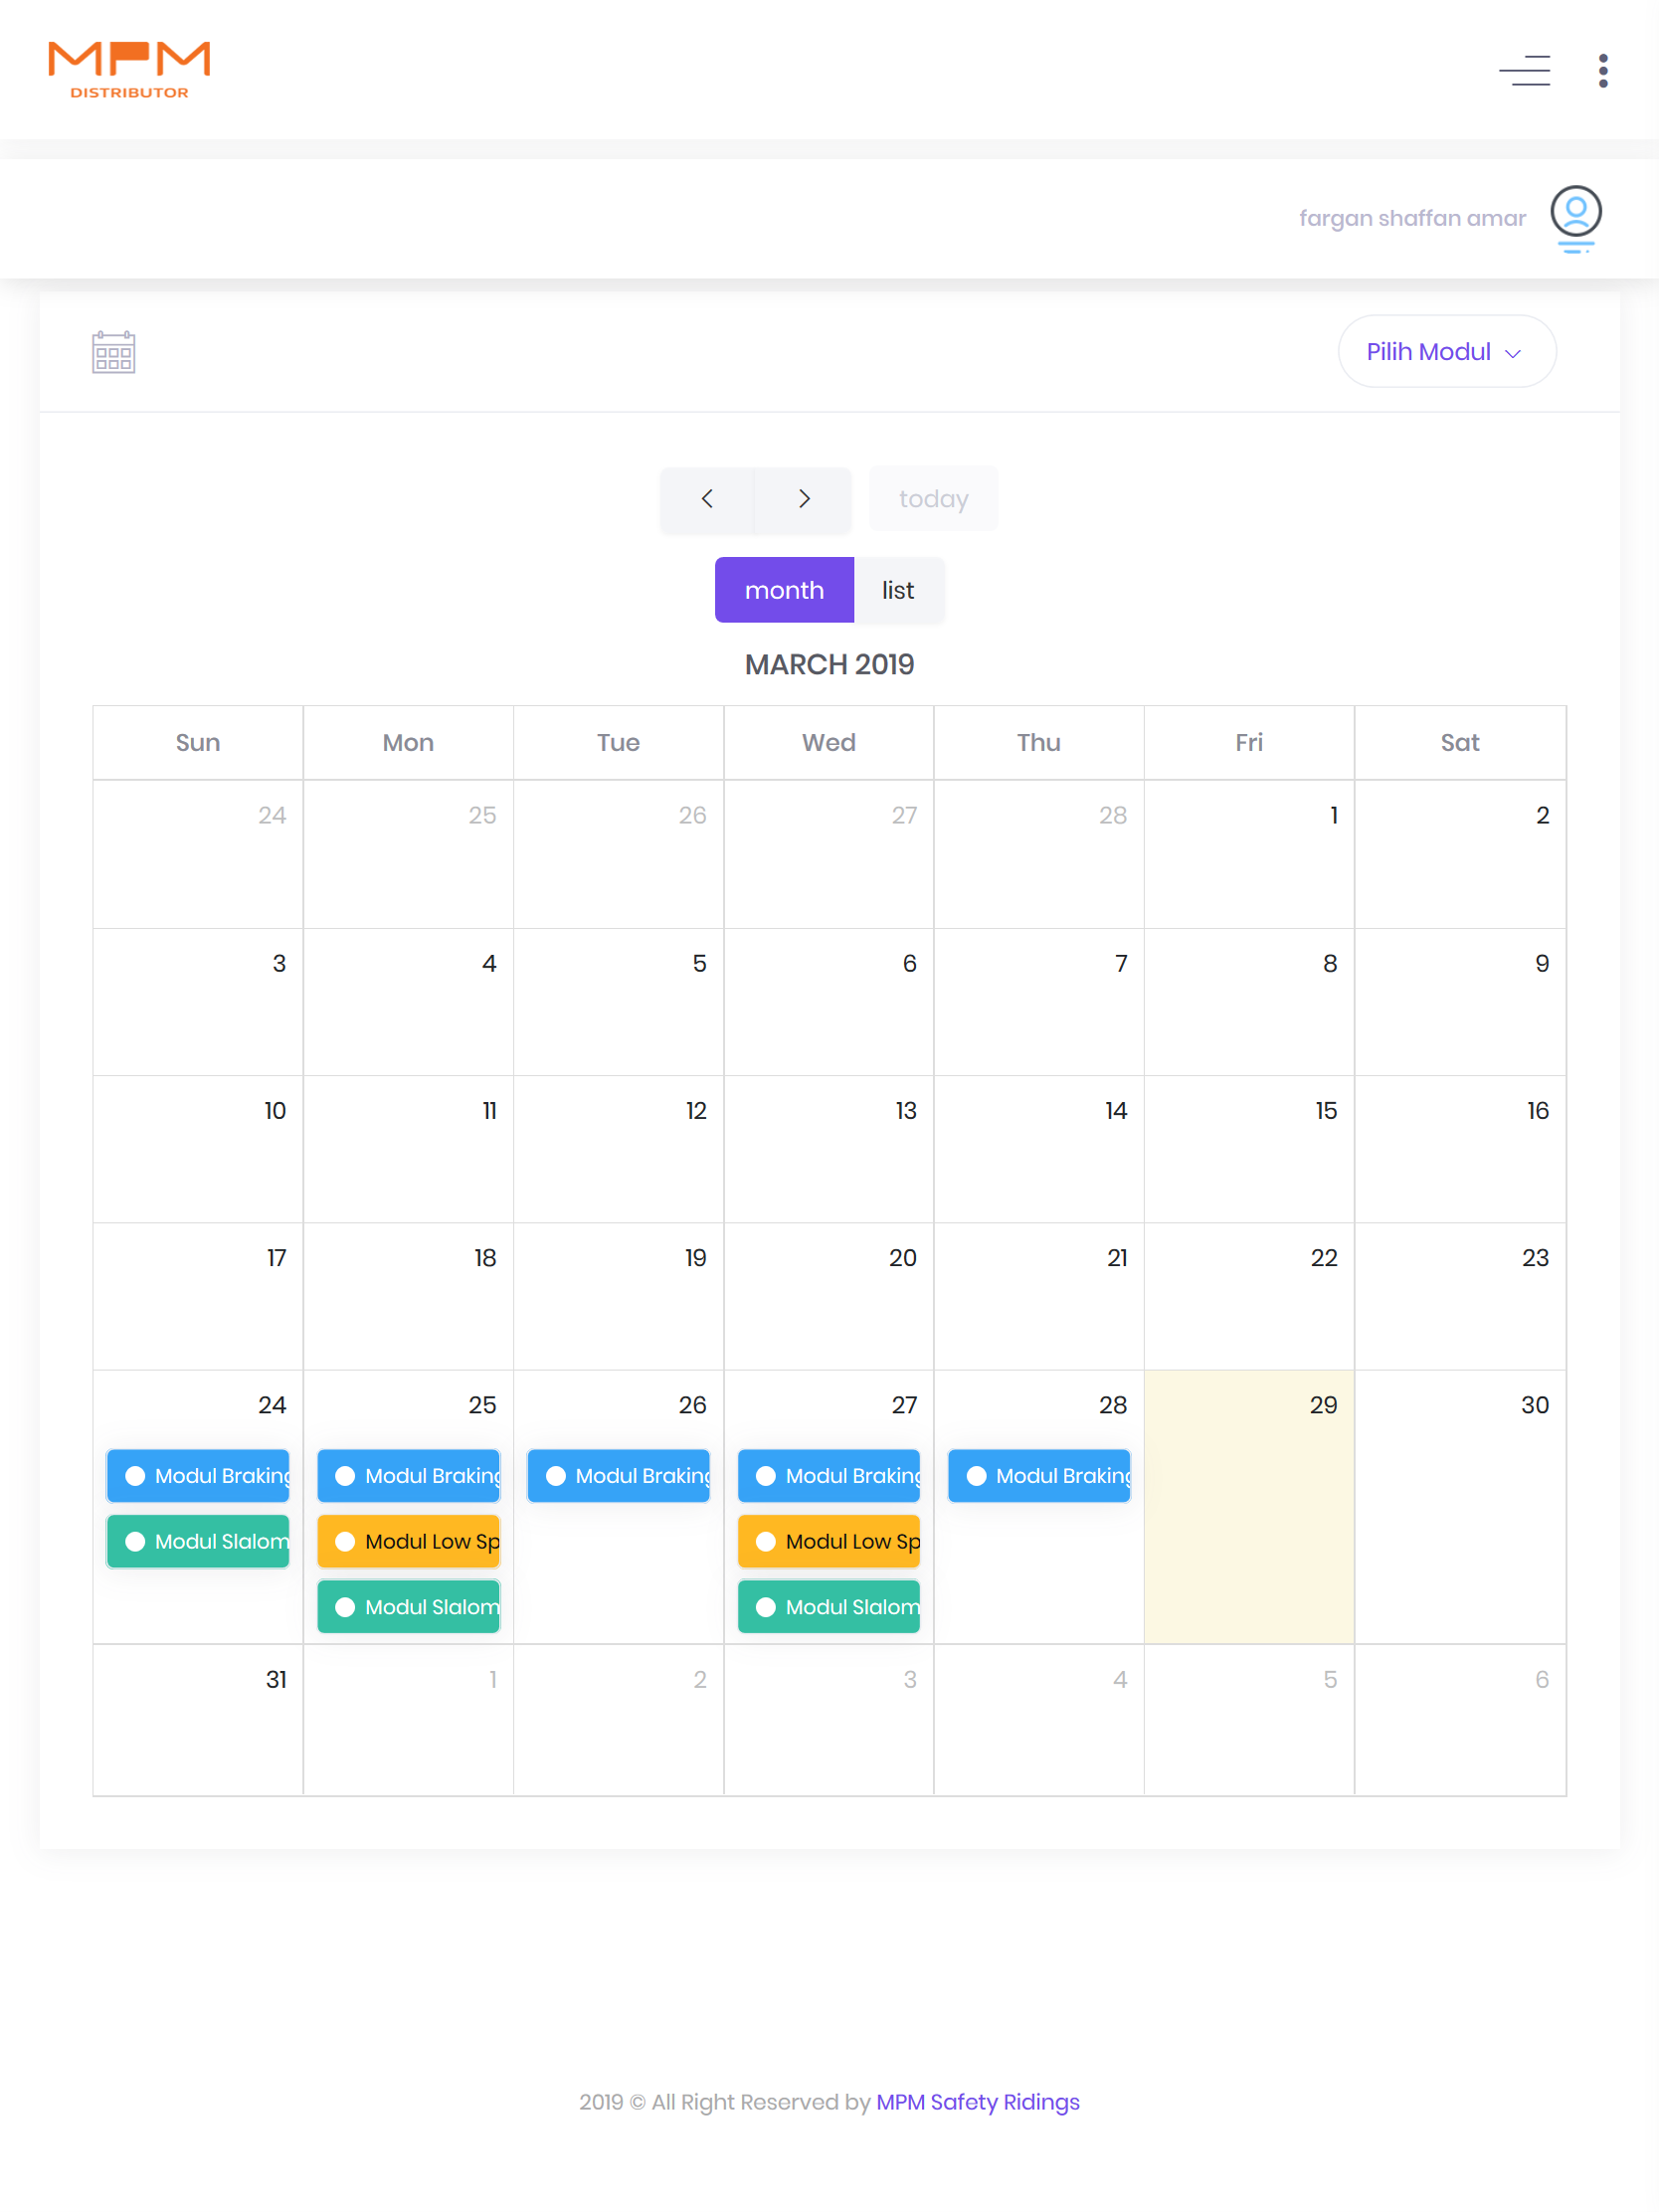 MPM
DISTRIBUTOR
fargan shaffan amar
Pilih Modul
today
month list
MARCH 2019
Sun Mon Tue Wed Thu Fri Sat
24 25 26 27 28 1 2
3 4 5 6 7 8 9
10 11 12 13 14 15 16
17 18 19 20 21 22 23
24 25 26 27 28 29 30
Modul Braking Modul Braking Modul Braking Modul Braking Modul Braking
Modul Slalom Modul Low Sp Modul Low Sp
Modul Slalom Modul Slalom
31 1 2 3 4 5 6
2019 © All Right Reserved by MPM Safety Ridings